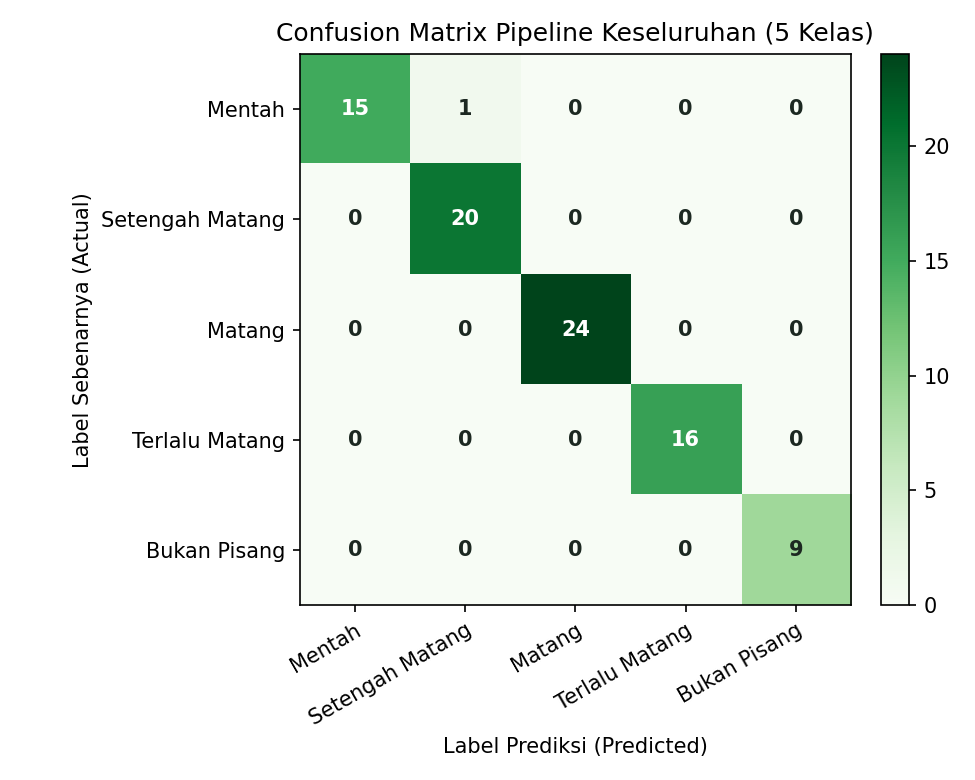 Confusion Matrix Pipeline Keseluruhan (5 Kelas)
Label Sebenarnya (Actual)
Mentah 15 1 0 0 0
Setengah Matang 0 20 0 0 0
Matang 0 0 24 0 0
Terlalu Matang 0 0 0 16 0
Bukan Pisang 0 0 0 0 9
Mentah
Setengah Matang
Matang
Terlalu Matang
Bukan Pisang
Label Prediksi (Predicted)
20
15
10
5
0